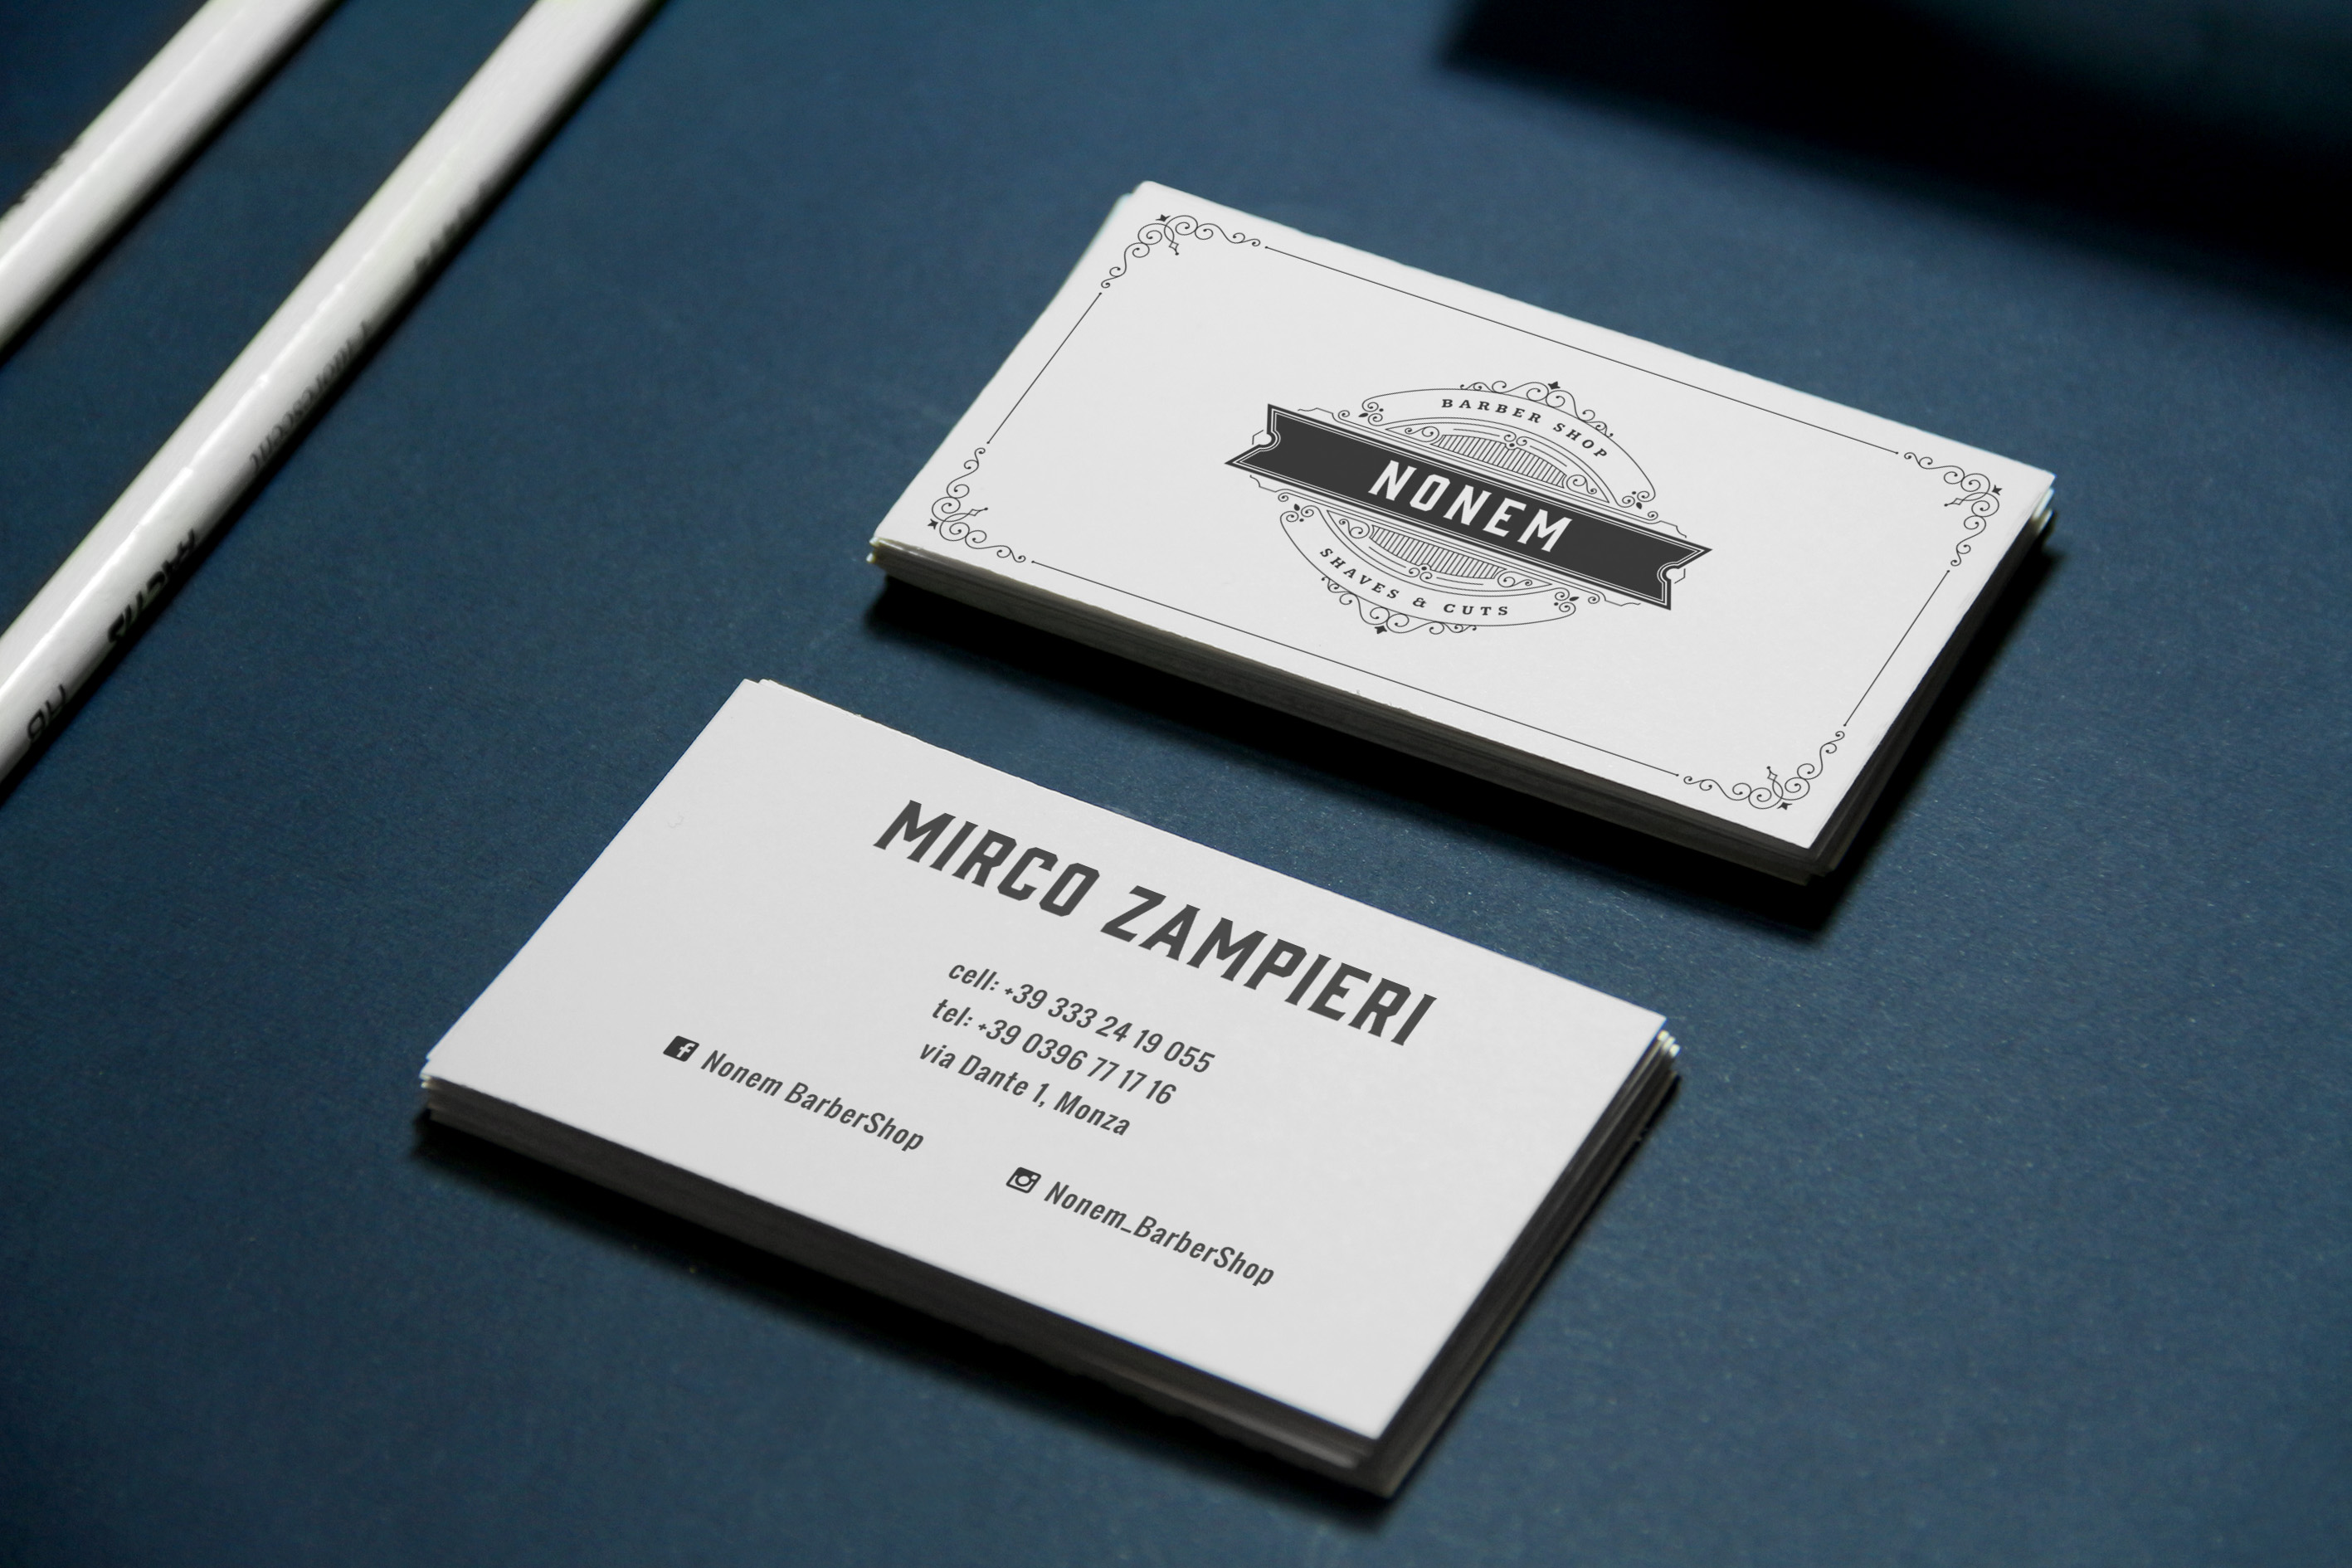 BARBER SHOP
NONEM
SHAVES & CUTS
MIRCO ZAMPIERI
cell: +39 333 24 19 055
tel: +39 0396 77 17 16
via Dante 1, Monza
Nonem BarberShop
Nonem_BarberShop